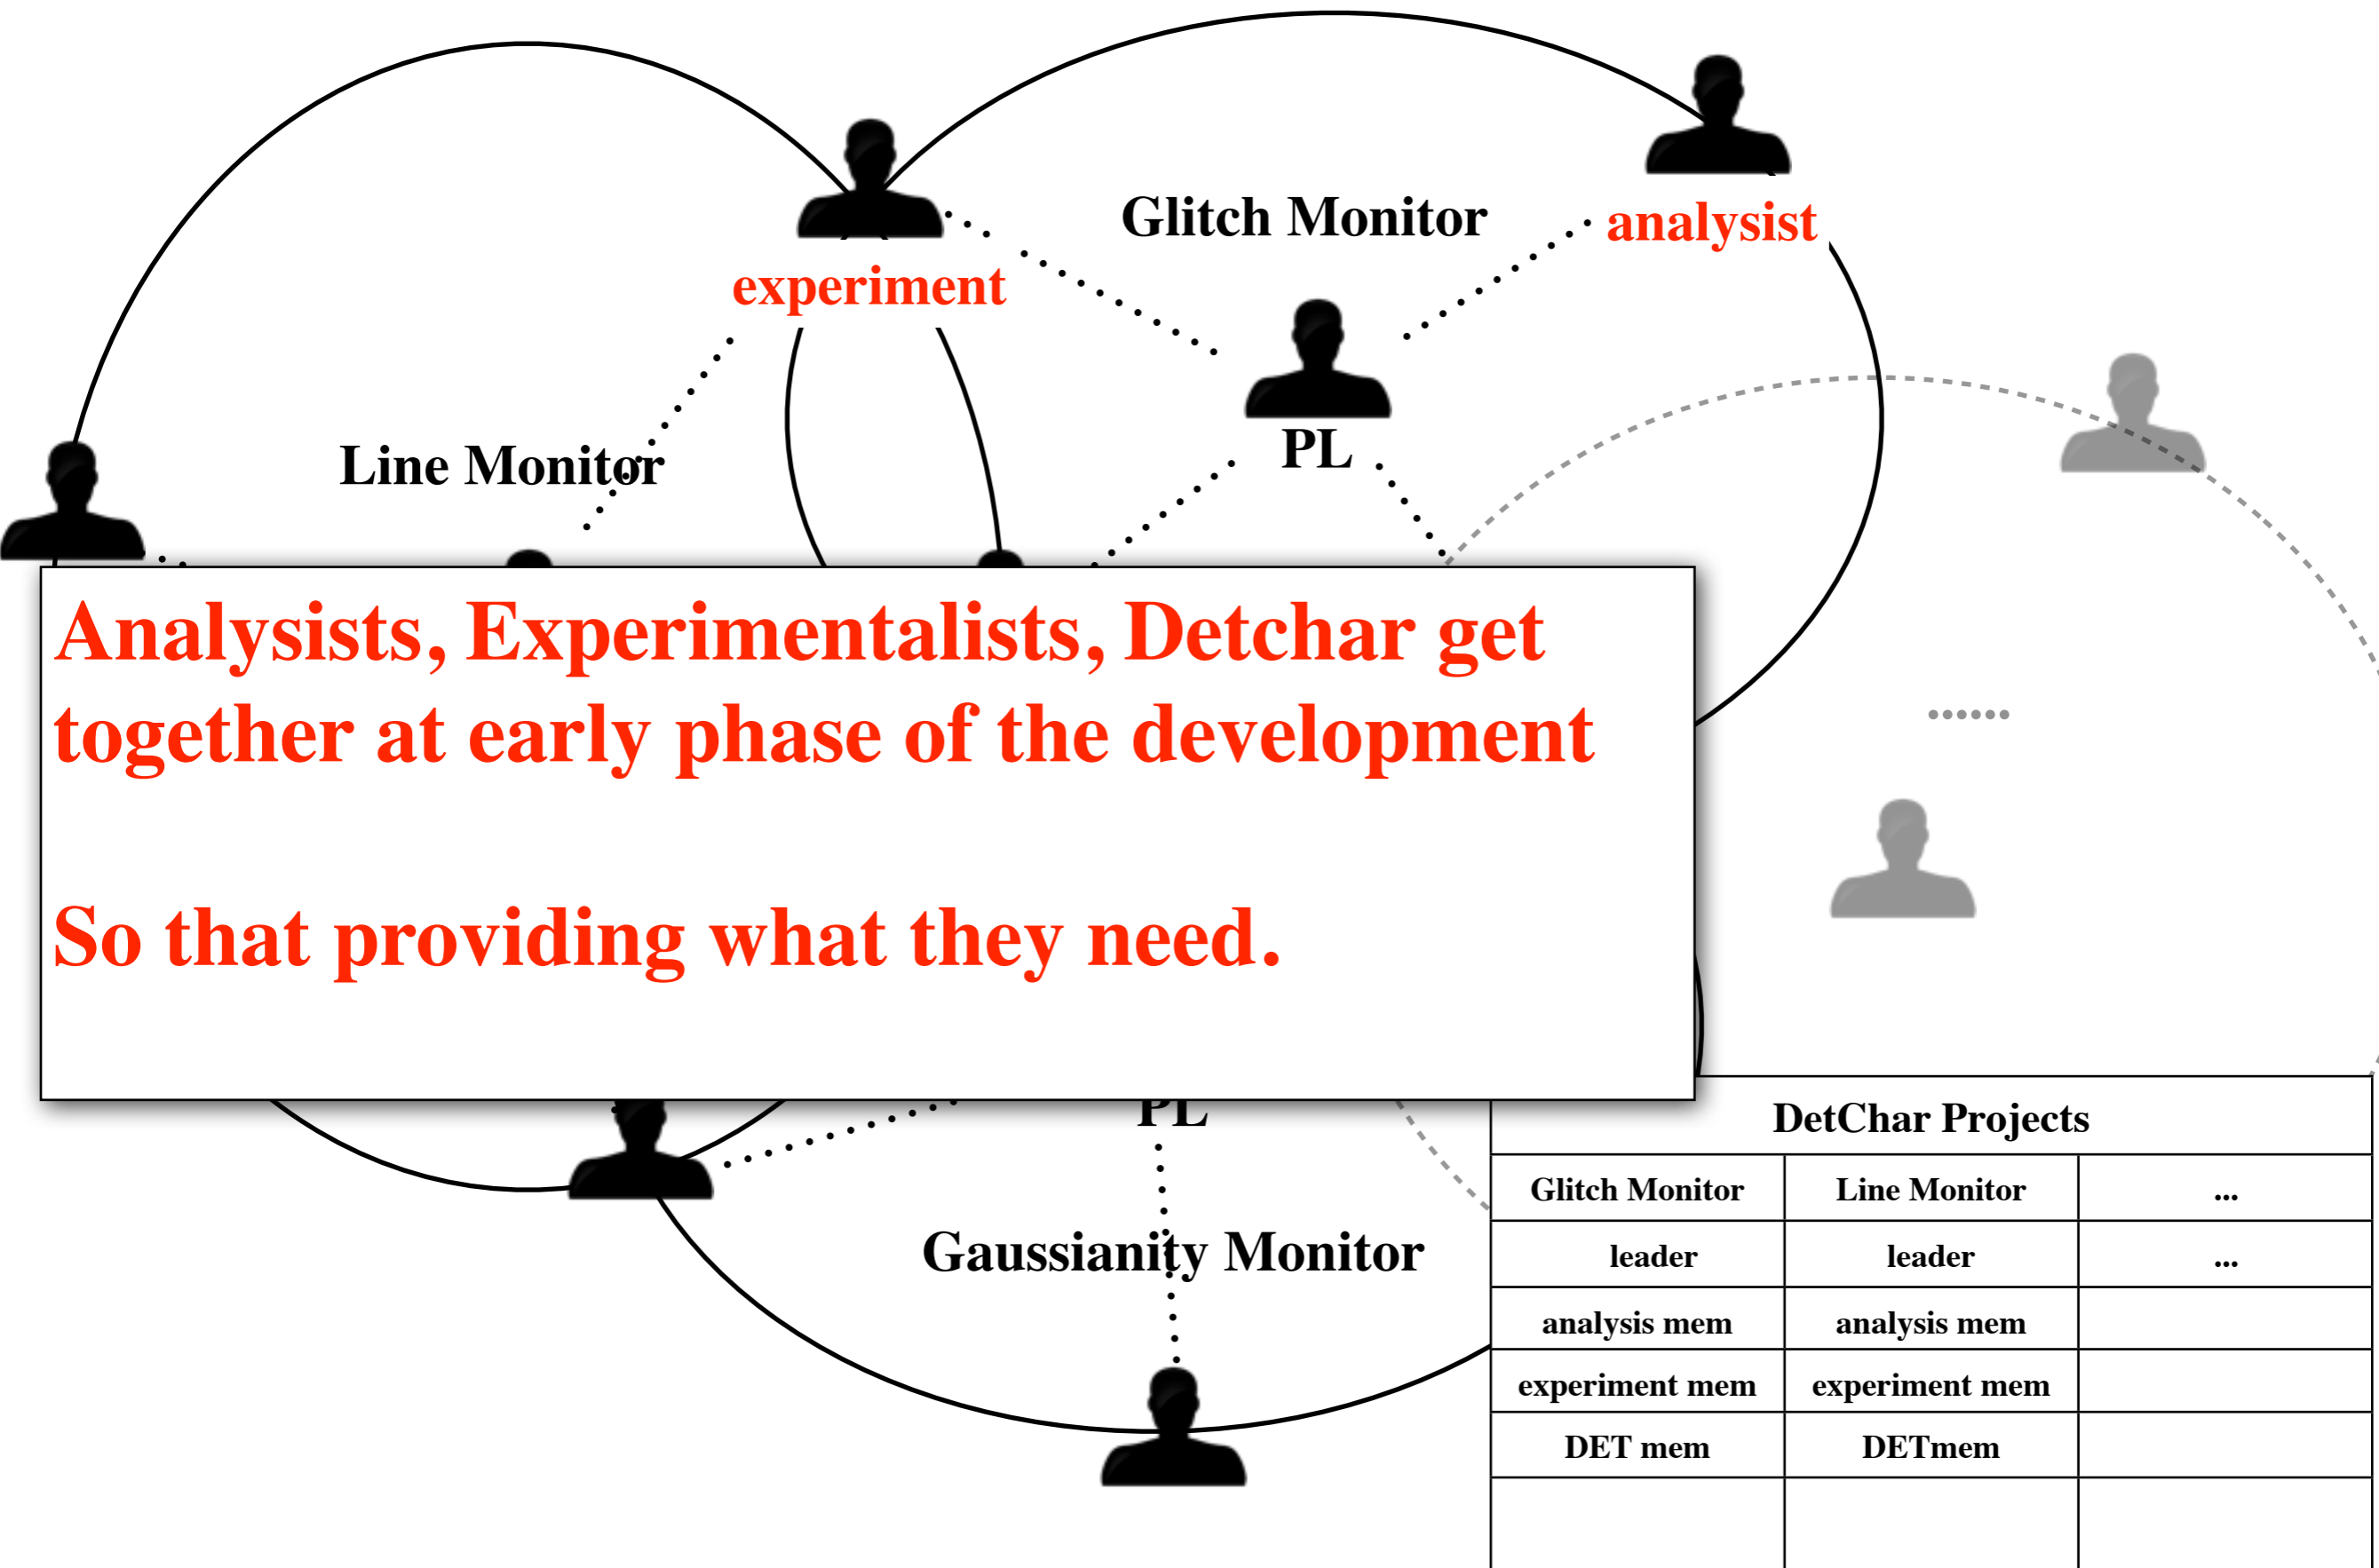 Glitch Monitor
analysist
experiment
PL
Line Monitor
Analysists, Experimentalists, Detchar get
together at early phase of the development
......
So that providing what they need.
PL
DetChar Projects
Glitch Monitor Line Monitor ...
leader leader ...
Gaussianity Monitor
analysis mem analysis mem
experiment mem experiment mem
DET mem DETmem